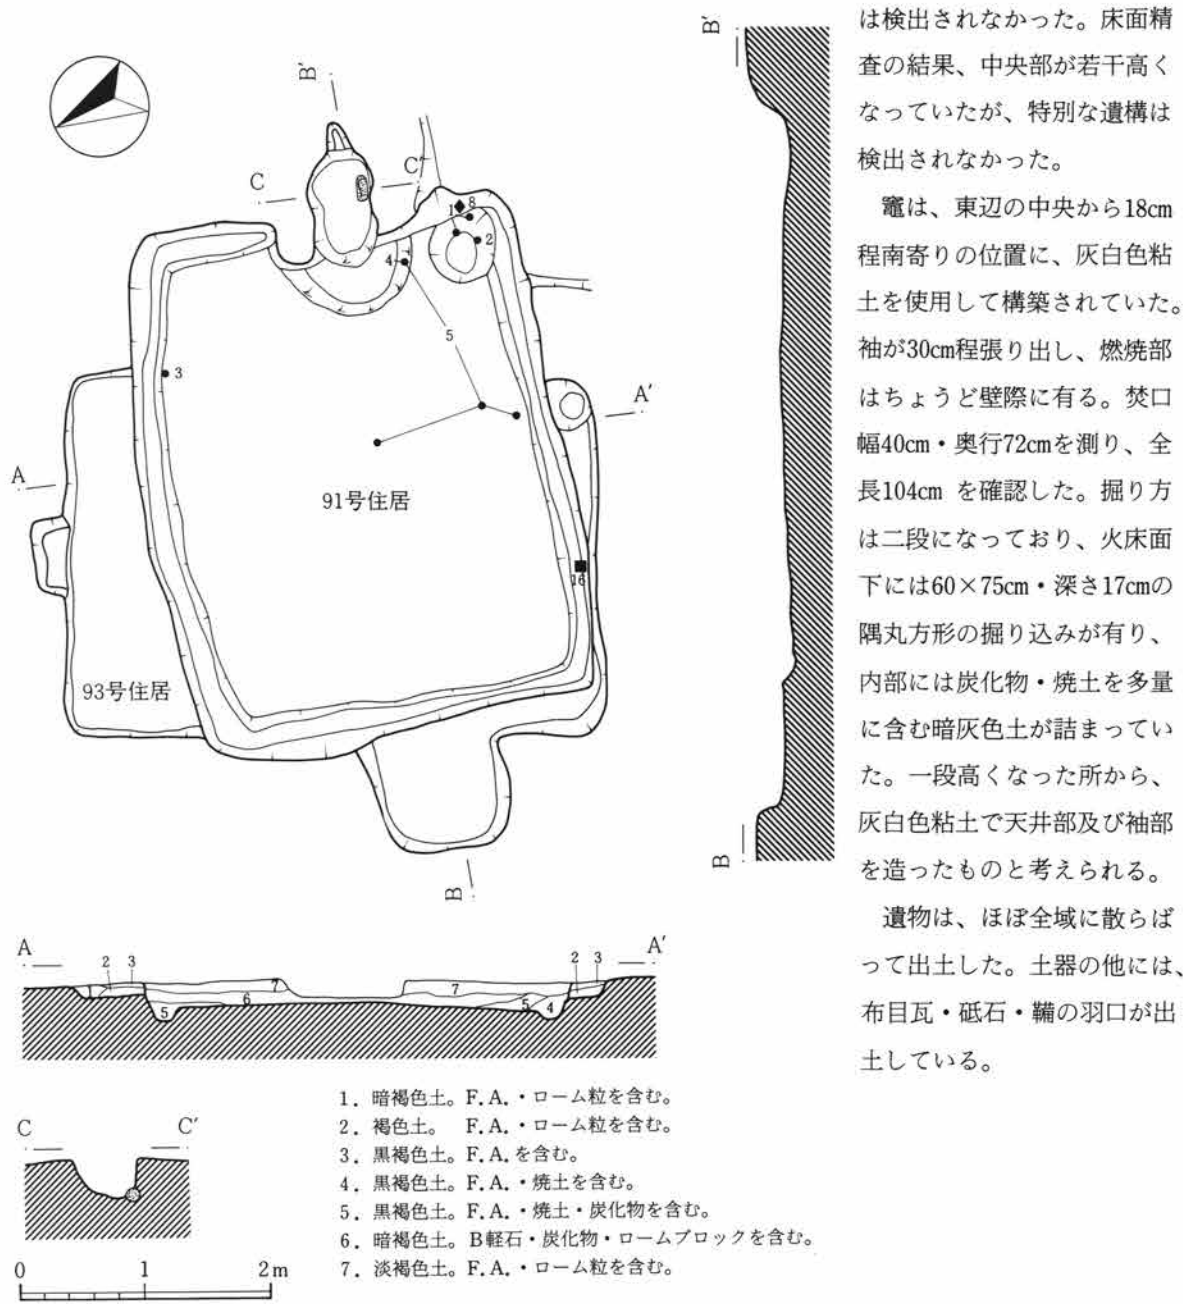 は検出されなかった。床面精
査の結果、中央部が若干高く
なっていたが、特別な遺構は
検出されなかった。
竈は、東辺の中央から18cm
程南寄りの位置に、灰白色粘
土を使用して構築されていた。
袖が30cm程張り出し、燃焼部
はちょうど壁際に有る。焚口
幅40cm・奥行72cmを測り、全
長104cm を確認した。掘り方
は二段になっており、火床面
下には60×75cm・深さ17cmの
隅丸方形の掘り込みが有り、
内部には炭化物・焼土を多量
に含む暗灰色土が詰まってい
た。一段高くなった所から、
灰白色粘土で天井部及び袖部
を造ったものと考えられる。
遺物は、ほぼ全域に散らば
って出土した。土器の他には、
布目瓦・砥石・鞴の羽口が出
土している。
B'
B'
C
C'
1
8
2
4
5
3
A'
A
91号住居
16
93号住居
B
B
A
A'
2
3
2
3
7
7
6
5
5
4
C
C'
0
1
2m
1. 暗褐色土。F.A.・ローム粒を含む。
2. 褐色土。 F.A.・ローム粒を含む。
3. 黒褐色土。F.A.を含む。
4. 黒褐色土。F.A.・焼土を含む。
5. 黒褐色土。F.A.・焼土・炭化物を含む。
6. 暗褐色土。B軽石・炭化物・ロームブロックを含む。
7. 淡褐色土。F.A.・ローム粒を含む。